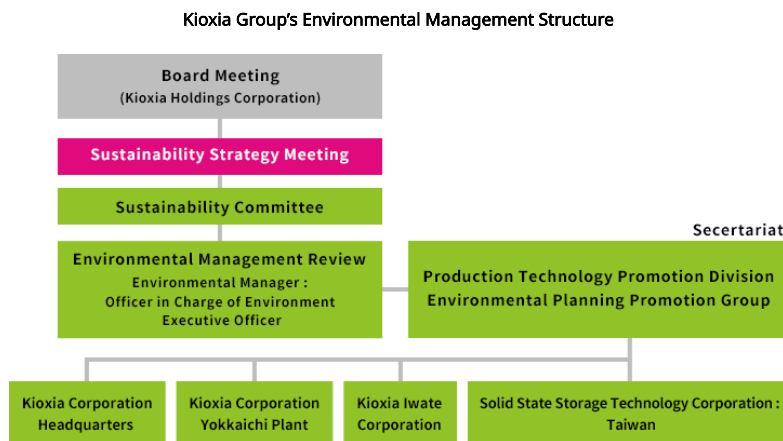 Kioxia Group’s Environmental Management Structure
Board Meeting
(Kioxia Holdings Corporation)
Sustainability Strategy Meeting
Sustainability Committee
Environmental Management Review
Environmental Manager :
Officer in Charge of Environment
Executive Officer
Secertariat
Production Technology Promotion Division
Environmental Planning Promotion Group
Kioxia Corporation
Headquarters
Kioxia Corporation
Yokkaichi Plant
Kioxia Iwate
Corporation
Solid State Storage Technology Corporation :
Taiwan